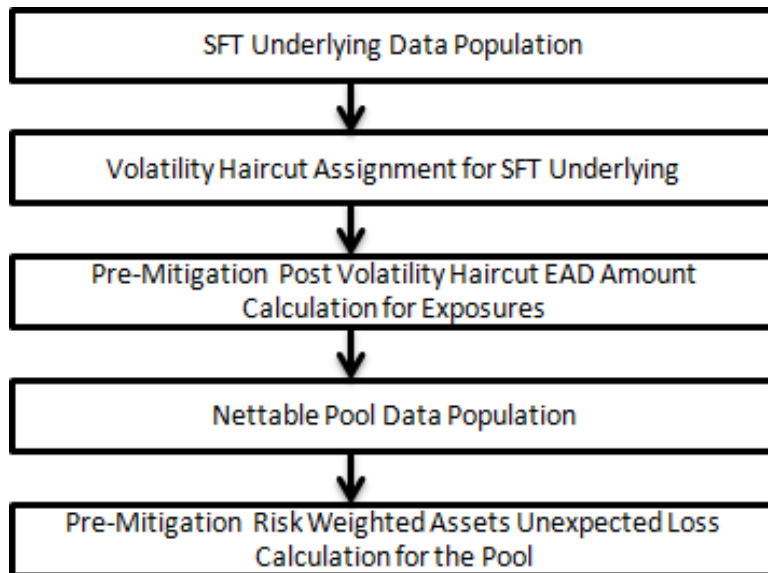 SFT Underlying Data Population
Volatility Haircut Assignment for SFT Underlying
Pre-Mitigation Post Volatility Haircut EAD Amount
Calculation for Exposures
Nettable Pool Data Population
Pre-Mitigation Risk Weighted Assets Unexpected Loss
Calculation for the Pool